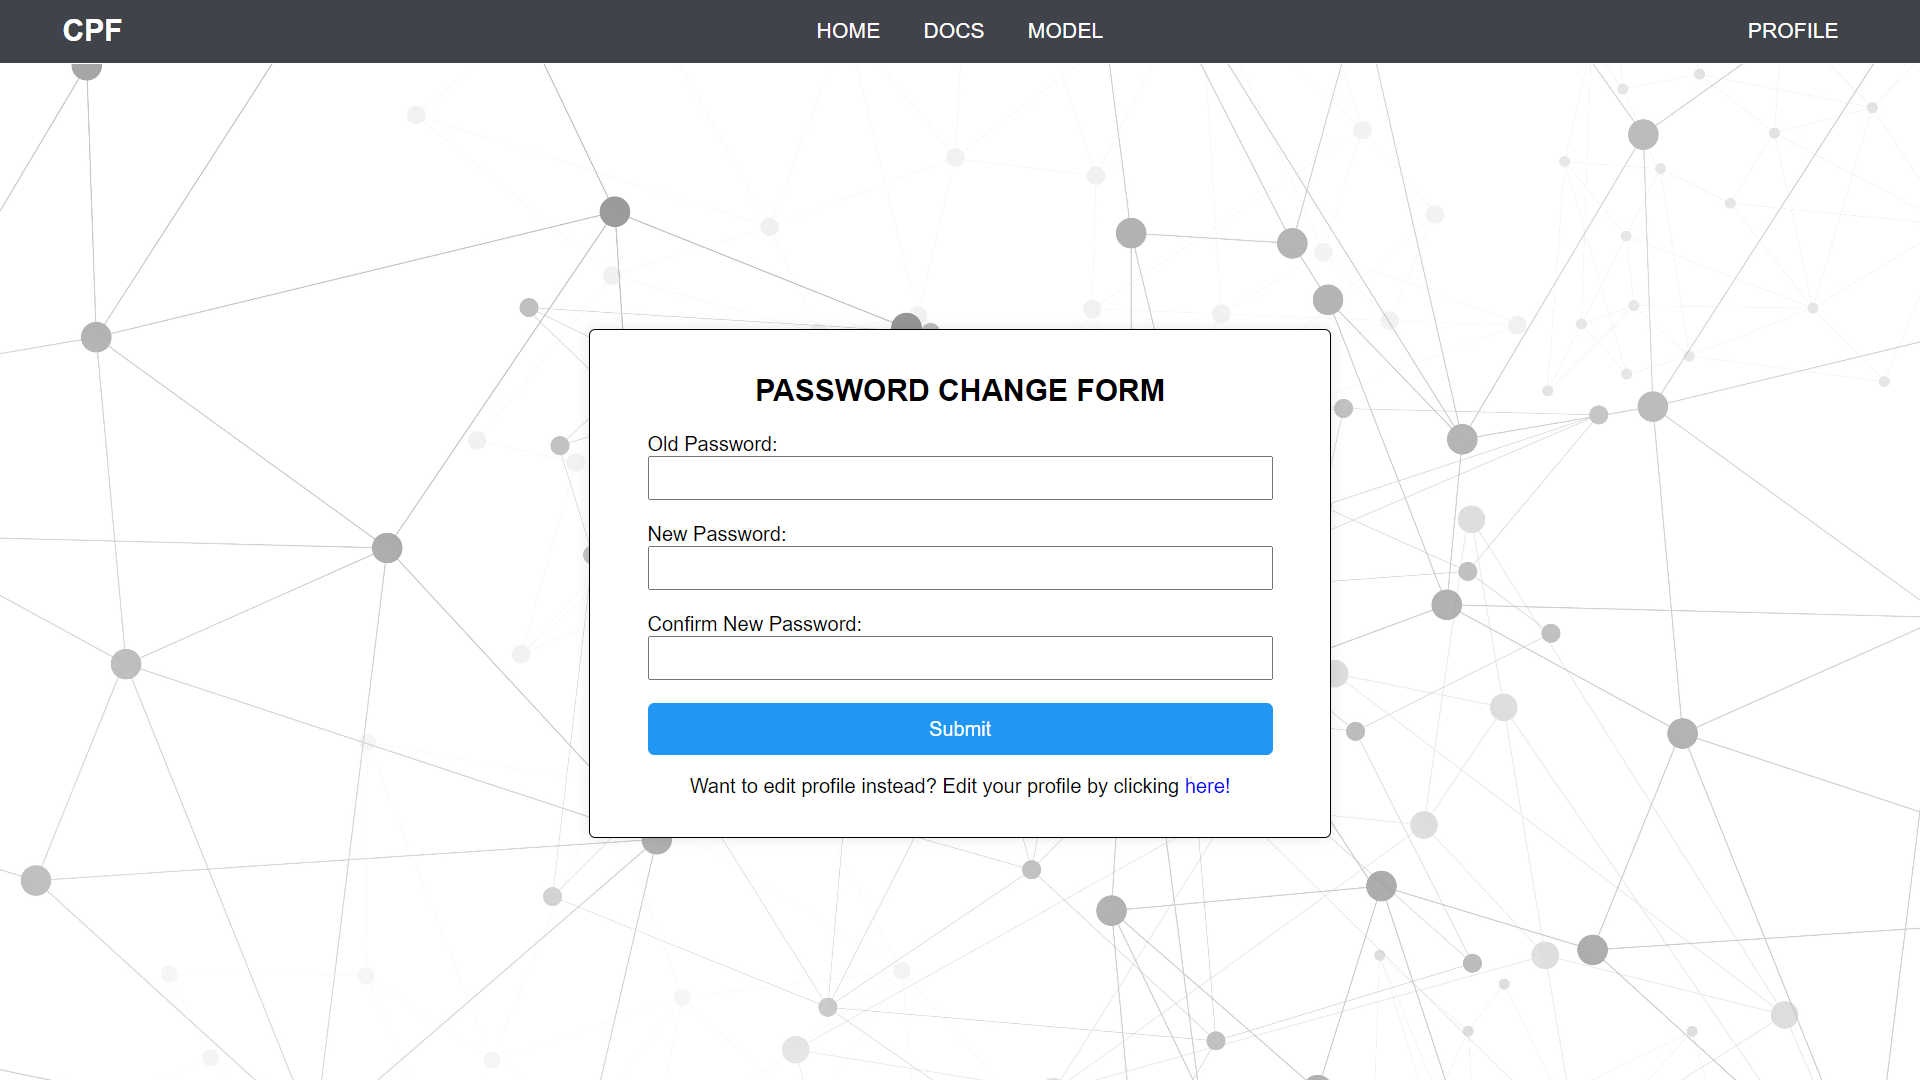 CPF HOME DOCS MODEL PROFILE
PASSWORD CHANGE FORM
Old Password:
New Password:
Confirm New Password:
Submit
Want to edit profile instead? Edit your profile by clicking here!